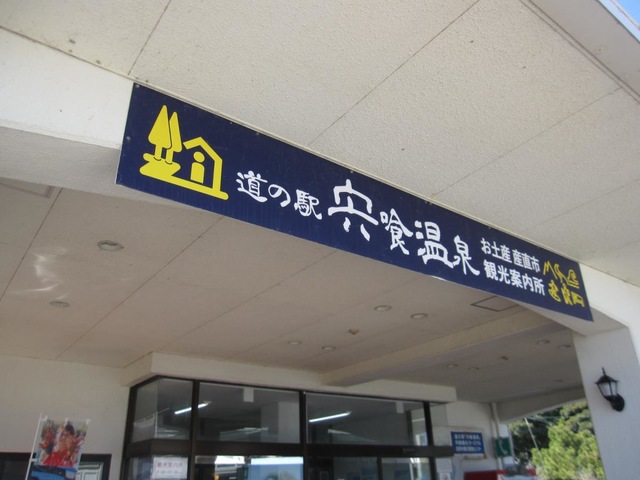 道の駅 宍喰温泉
お土産 産直市
観光案内所